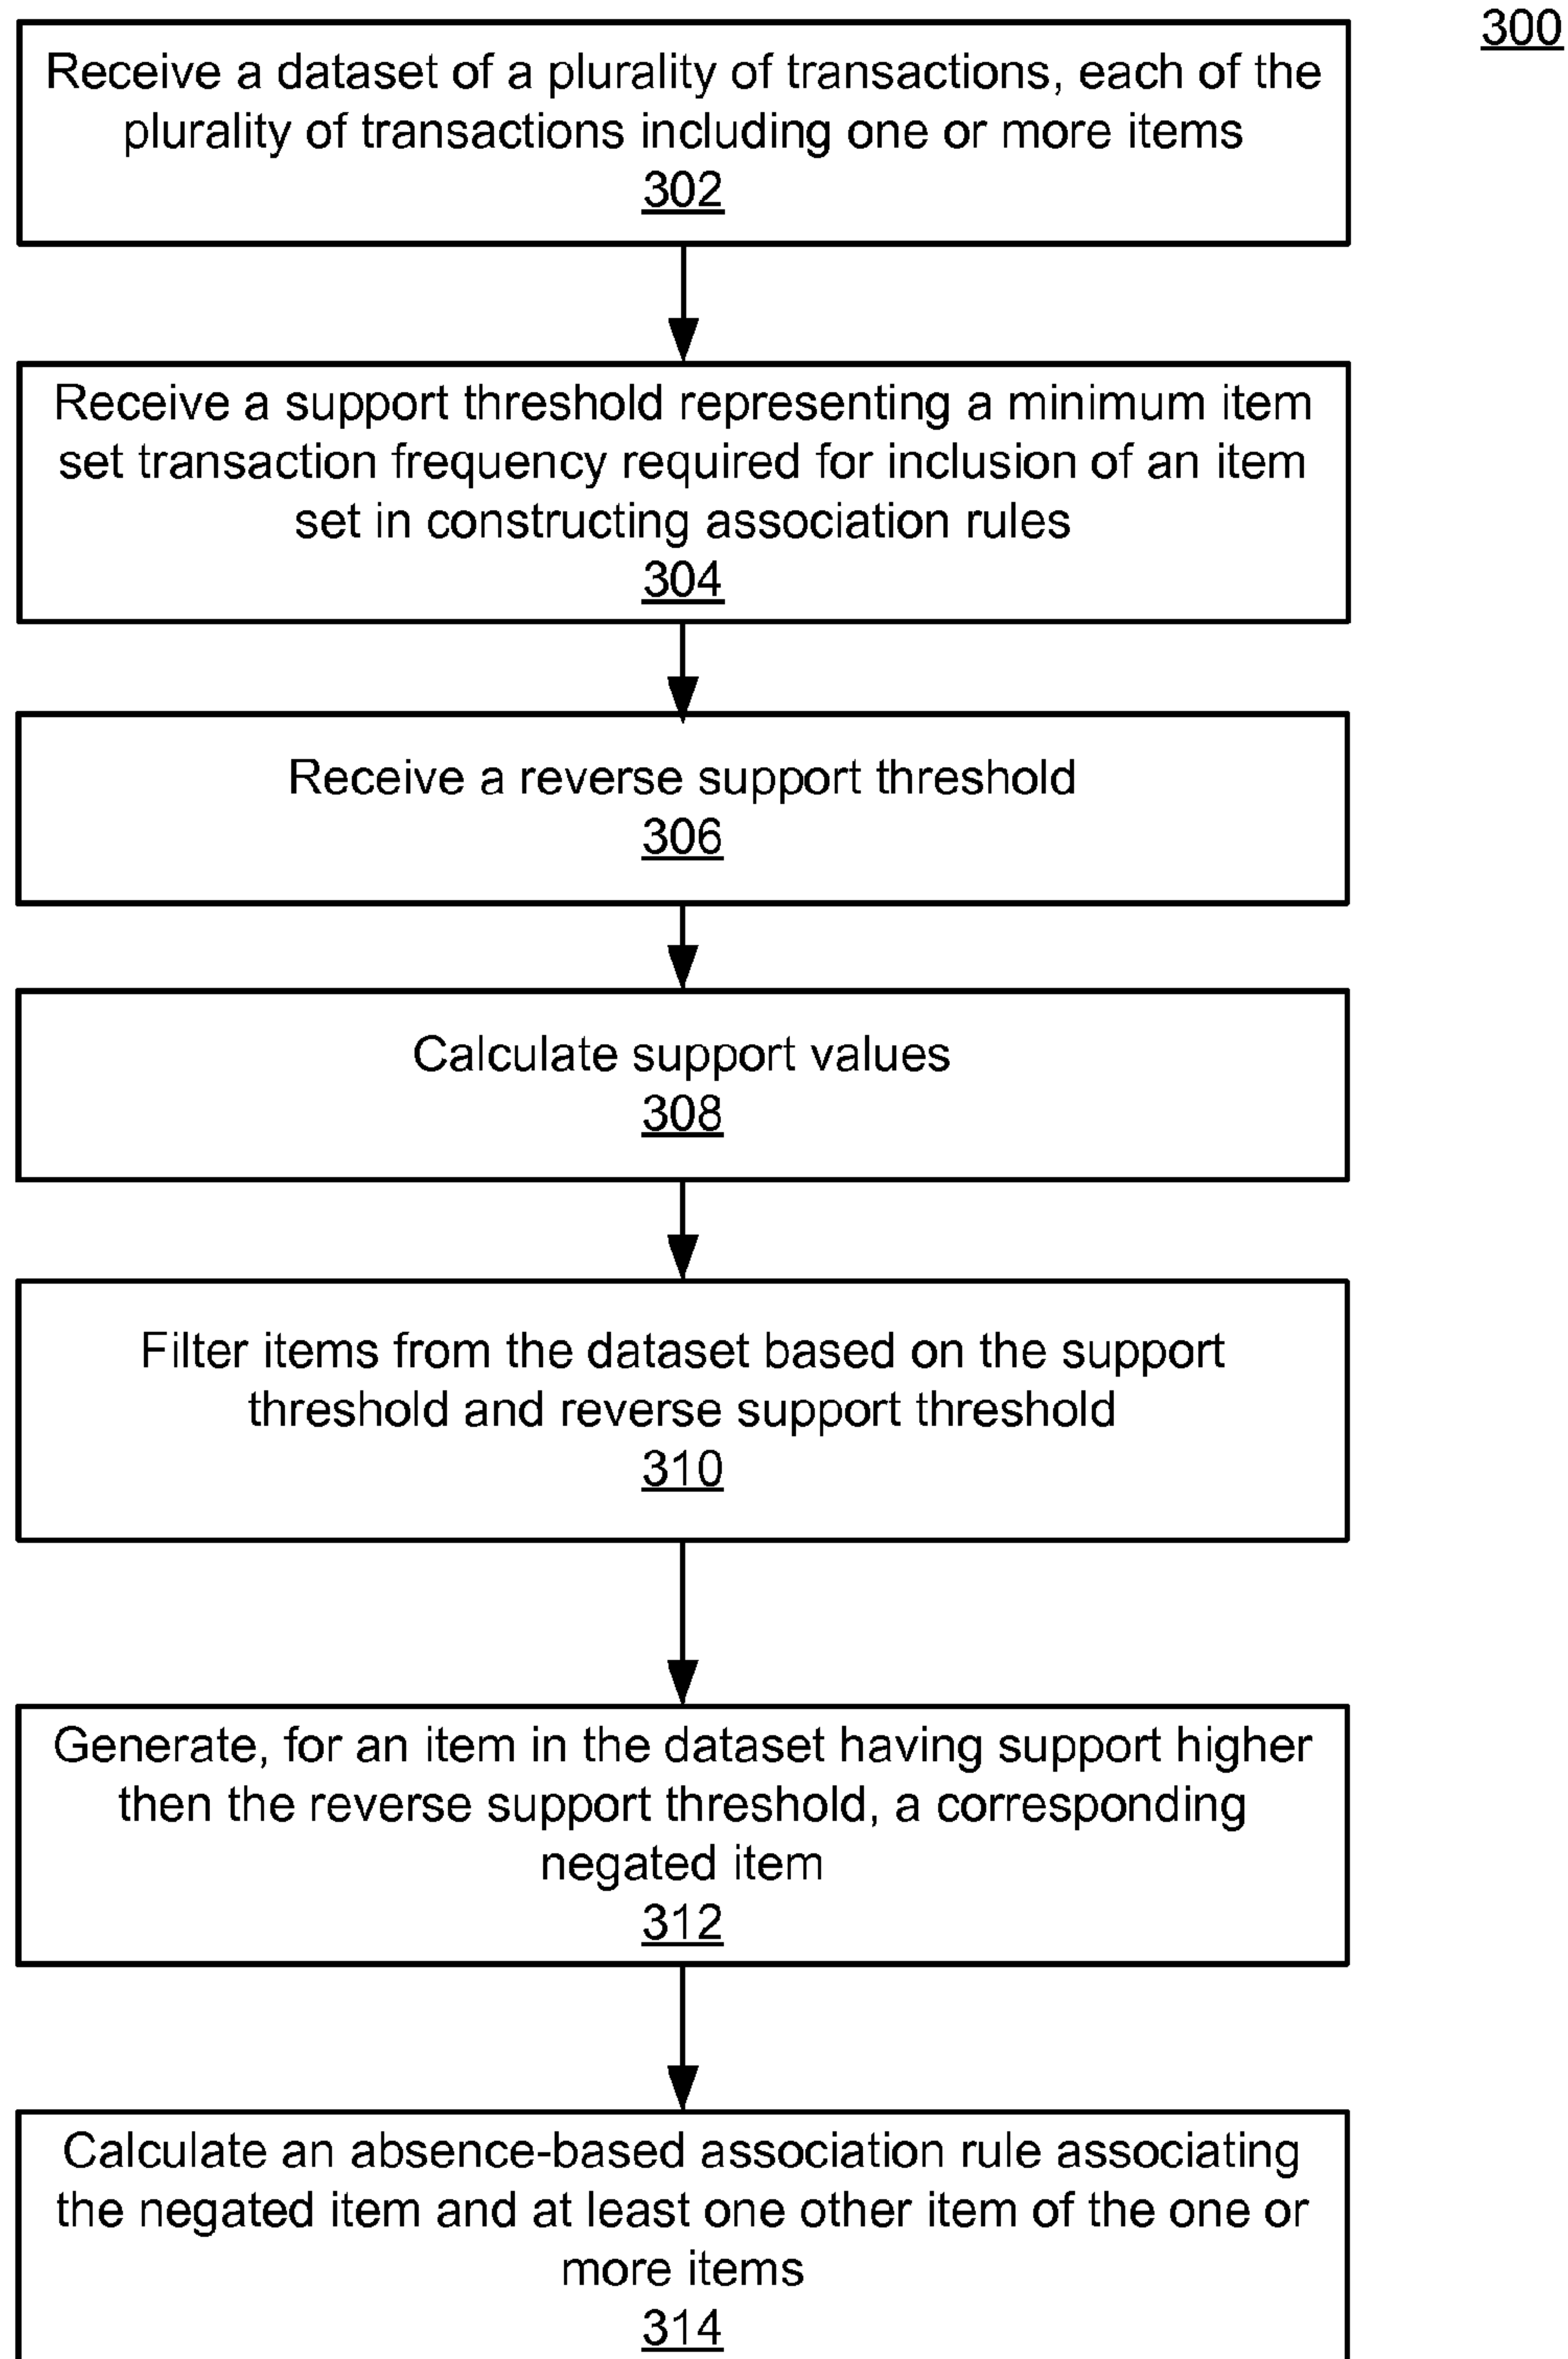 300
Receive a dataset of a plurality of transactions, each of the
plurality of transactions including one or more items
302
Receive a support threshold representing a minimum item
set transaction frequency required for inclusion of an item
set in constructing association rules
304
Receive a reverse support threshold
306
Calculate support values
308
Filter items from the dataset based on the support
threshold and reverse support threshold
310
Generate, for an item in the dataset having support higher
then the reverse support threshold, a corresponding
negated item
312
Calculate an absence-based association rule associating
the negated item and at least one other item of the one or
more items
314